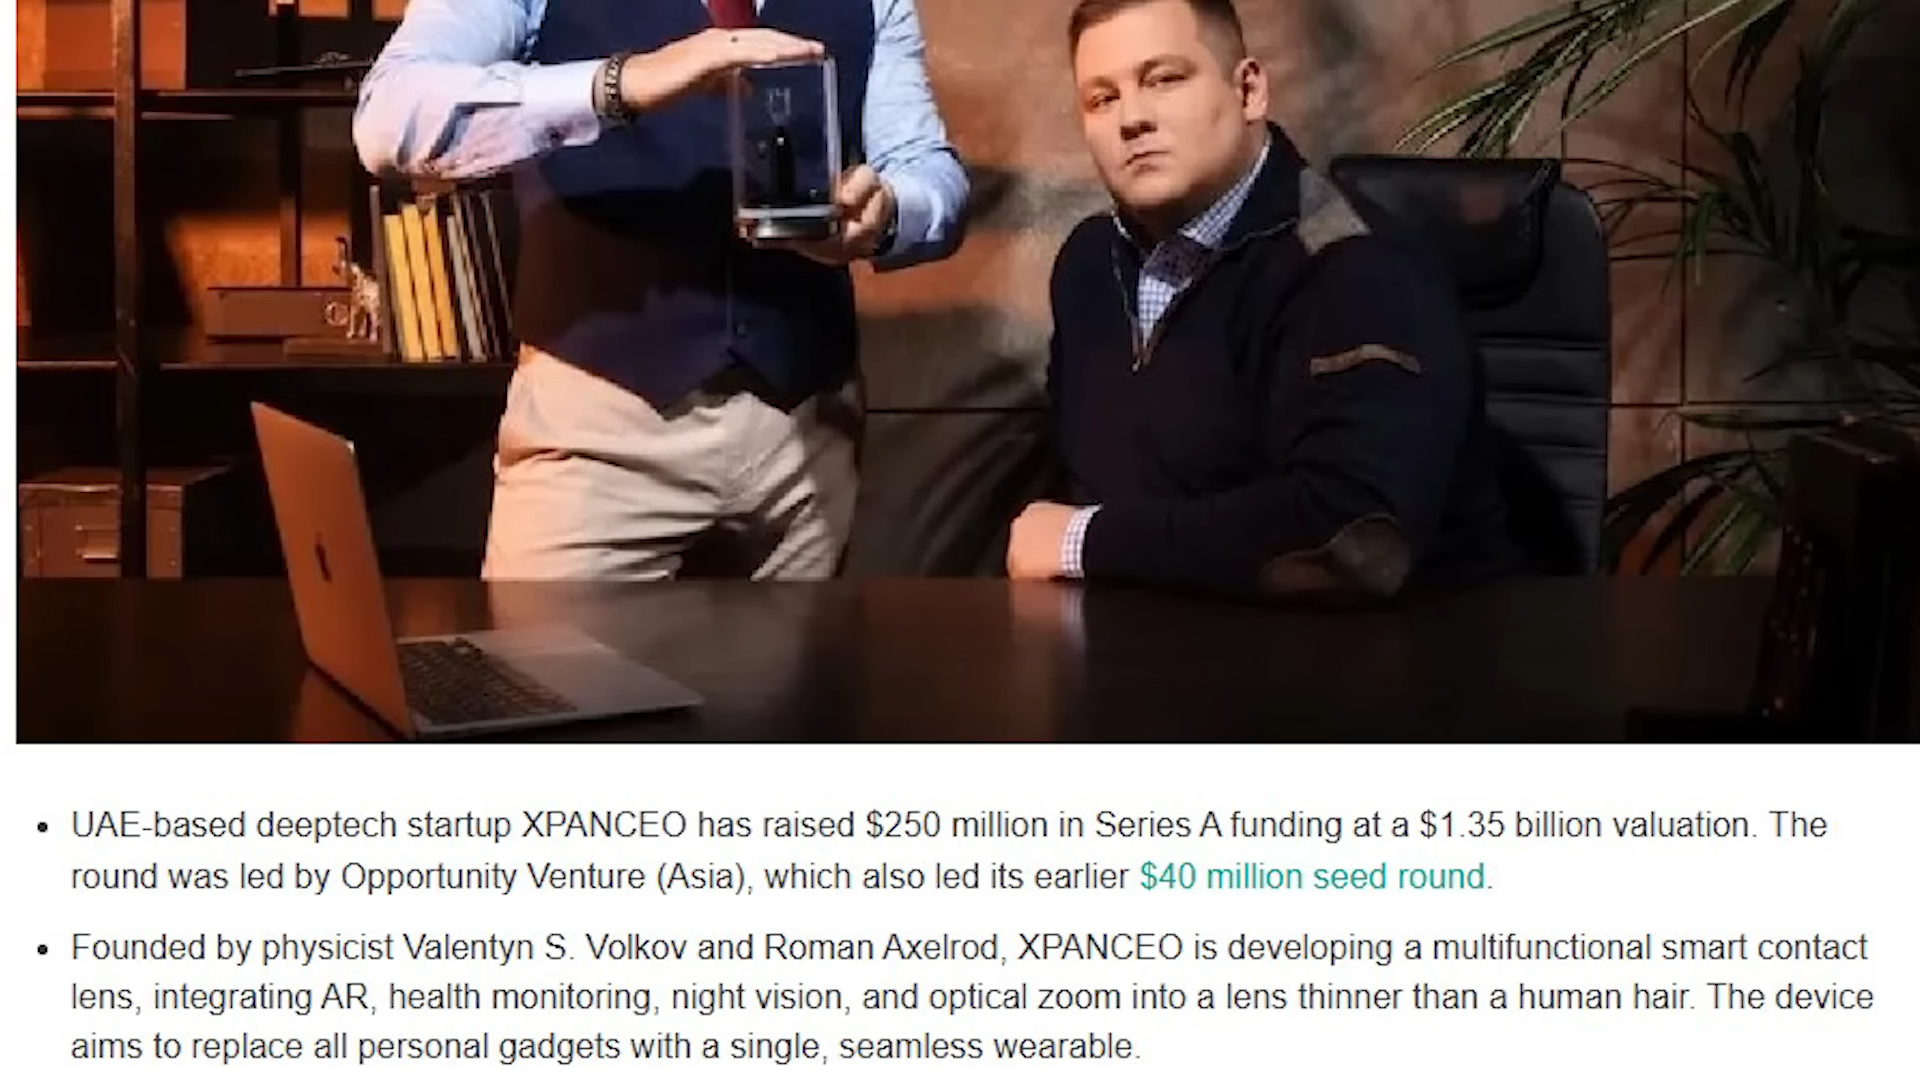 UAE-based deeptech startup XPANCEO has raised $250 million in Series A funding at a $1.35 billion valuation. The
round was led by Opportunity Venture (Asia), which also led its earlier $40 million seed round.
Founded by physicist Valentyn S. Volkov and Roman Axelrod, XPANCEO is developing a multifunctional smart contact
lens, integrating AR, health monitoring, night vision, and optical zoom into a lens thinner than a human hair. The device
aims to replace all personal gadgets with a single, seamless wearable.